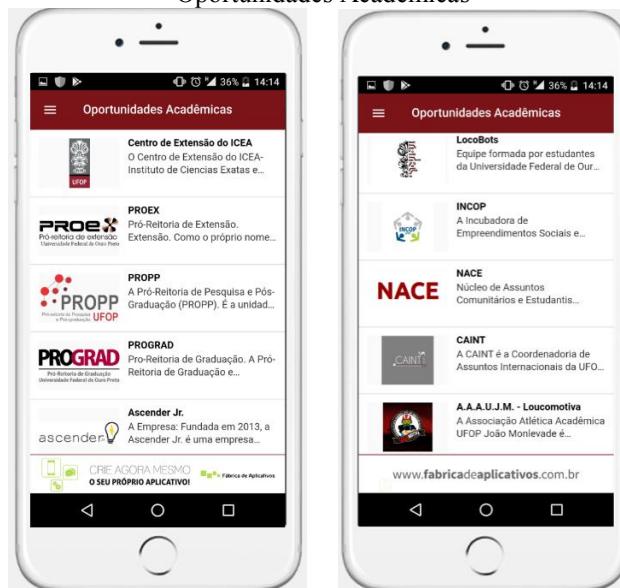 Oportunidades Acadêmicas
36% 14:14
Oportunidades Acadêmicas
UFOP
Centro de Extensão do ICEA
O Centro de Extensão do ICEA-
Instituto de Ciencias Exatas e...
PROEX
Pró-Reitoria de extensão
Universidade Federal de Ouro Preto
PROEX
Pró-Reitoria de Extensão.
Extensão. Como o próprio nome...
PROPP
Pró-reitoria de Pesquisa
e Pós-graduação UFOP
PROPP
A Pró-Reitoria de Pesquisa e Pós-
Graduação (PROPP). É a unidad...
PROGRAD
Pró-Reitoria de Graduação
Universidade Federal de Ouro Preto
PROGRAD
Pro-Reitoria de Graduação. A Pró-
Reitoria de Graduação e...
ascender
Ascender Jr.
A Empresa: Fundada em 2013, a
Ascender Jr. é uma empresa...
CRIE AGORA MESMO
O SEU PRÓPRIO APLICATIVO!
Fábrica de Aplicativos
36% 14:14
Oportunidades Acadêmicas
LocoBots
Equipe formada por estudantes
da Universidade Federal de Our...
INCOP
INCOP
A Incubadora de
Empreendimentos Sociais e...
NACE
NACE
Núcleo de Assuntos
Comunitários e Estudantis...
CAINT
CAINT
A CAINT é a Coordenadoria de
Assuntos Internacionais da UFO...
A.A.A.U.J.M. - Loucomotiva
A Associação Atlética Acadêmica
UFOP João Monlevade é...
www.fabricadeaplicativos.com.br